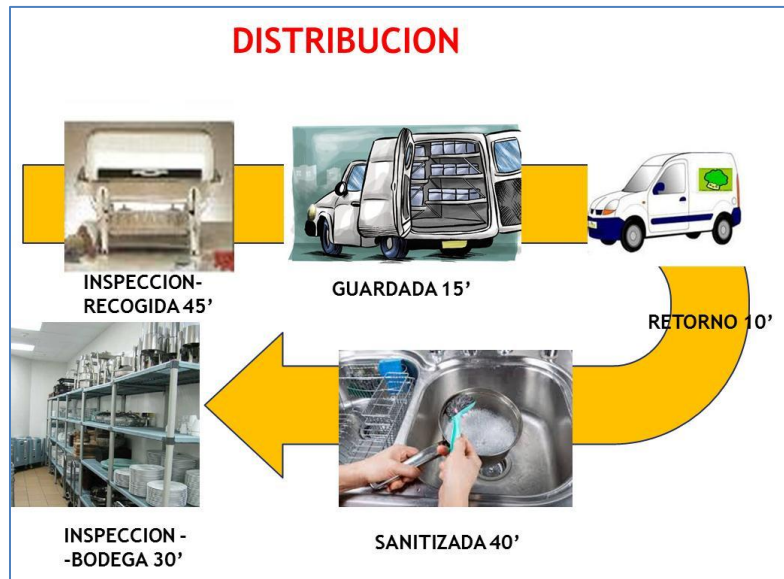 DISTRIBUCION
INSPECCION-
RECOGIDA 45’
GUARDADA 15’
RETORNO 10’
SANITIZADA 40’
INSPECCION -
-BODEGA 30’